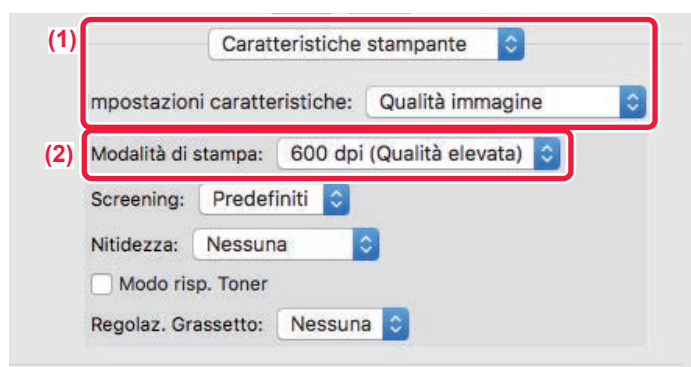 (1)
Caratteristiche stampante
mpostazioni caratteristiche: Qualità immagine
(2) Modalità di stampa: 600 dpi (Qualità elevata)
Screening: Predefiniti
Nitidezza: Nessuna
Modo risp. Toner
Regolaz. Grassetto: Nessuna